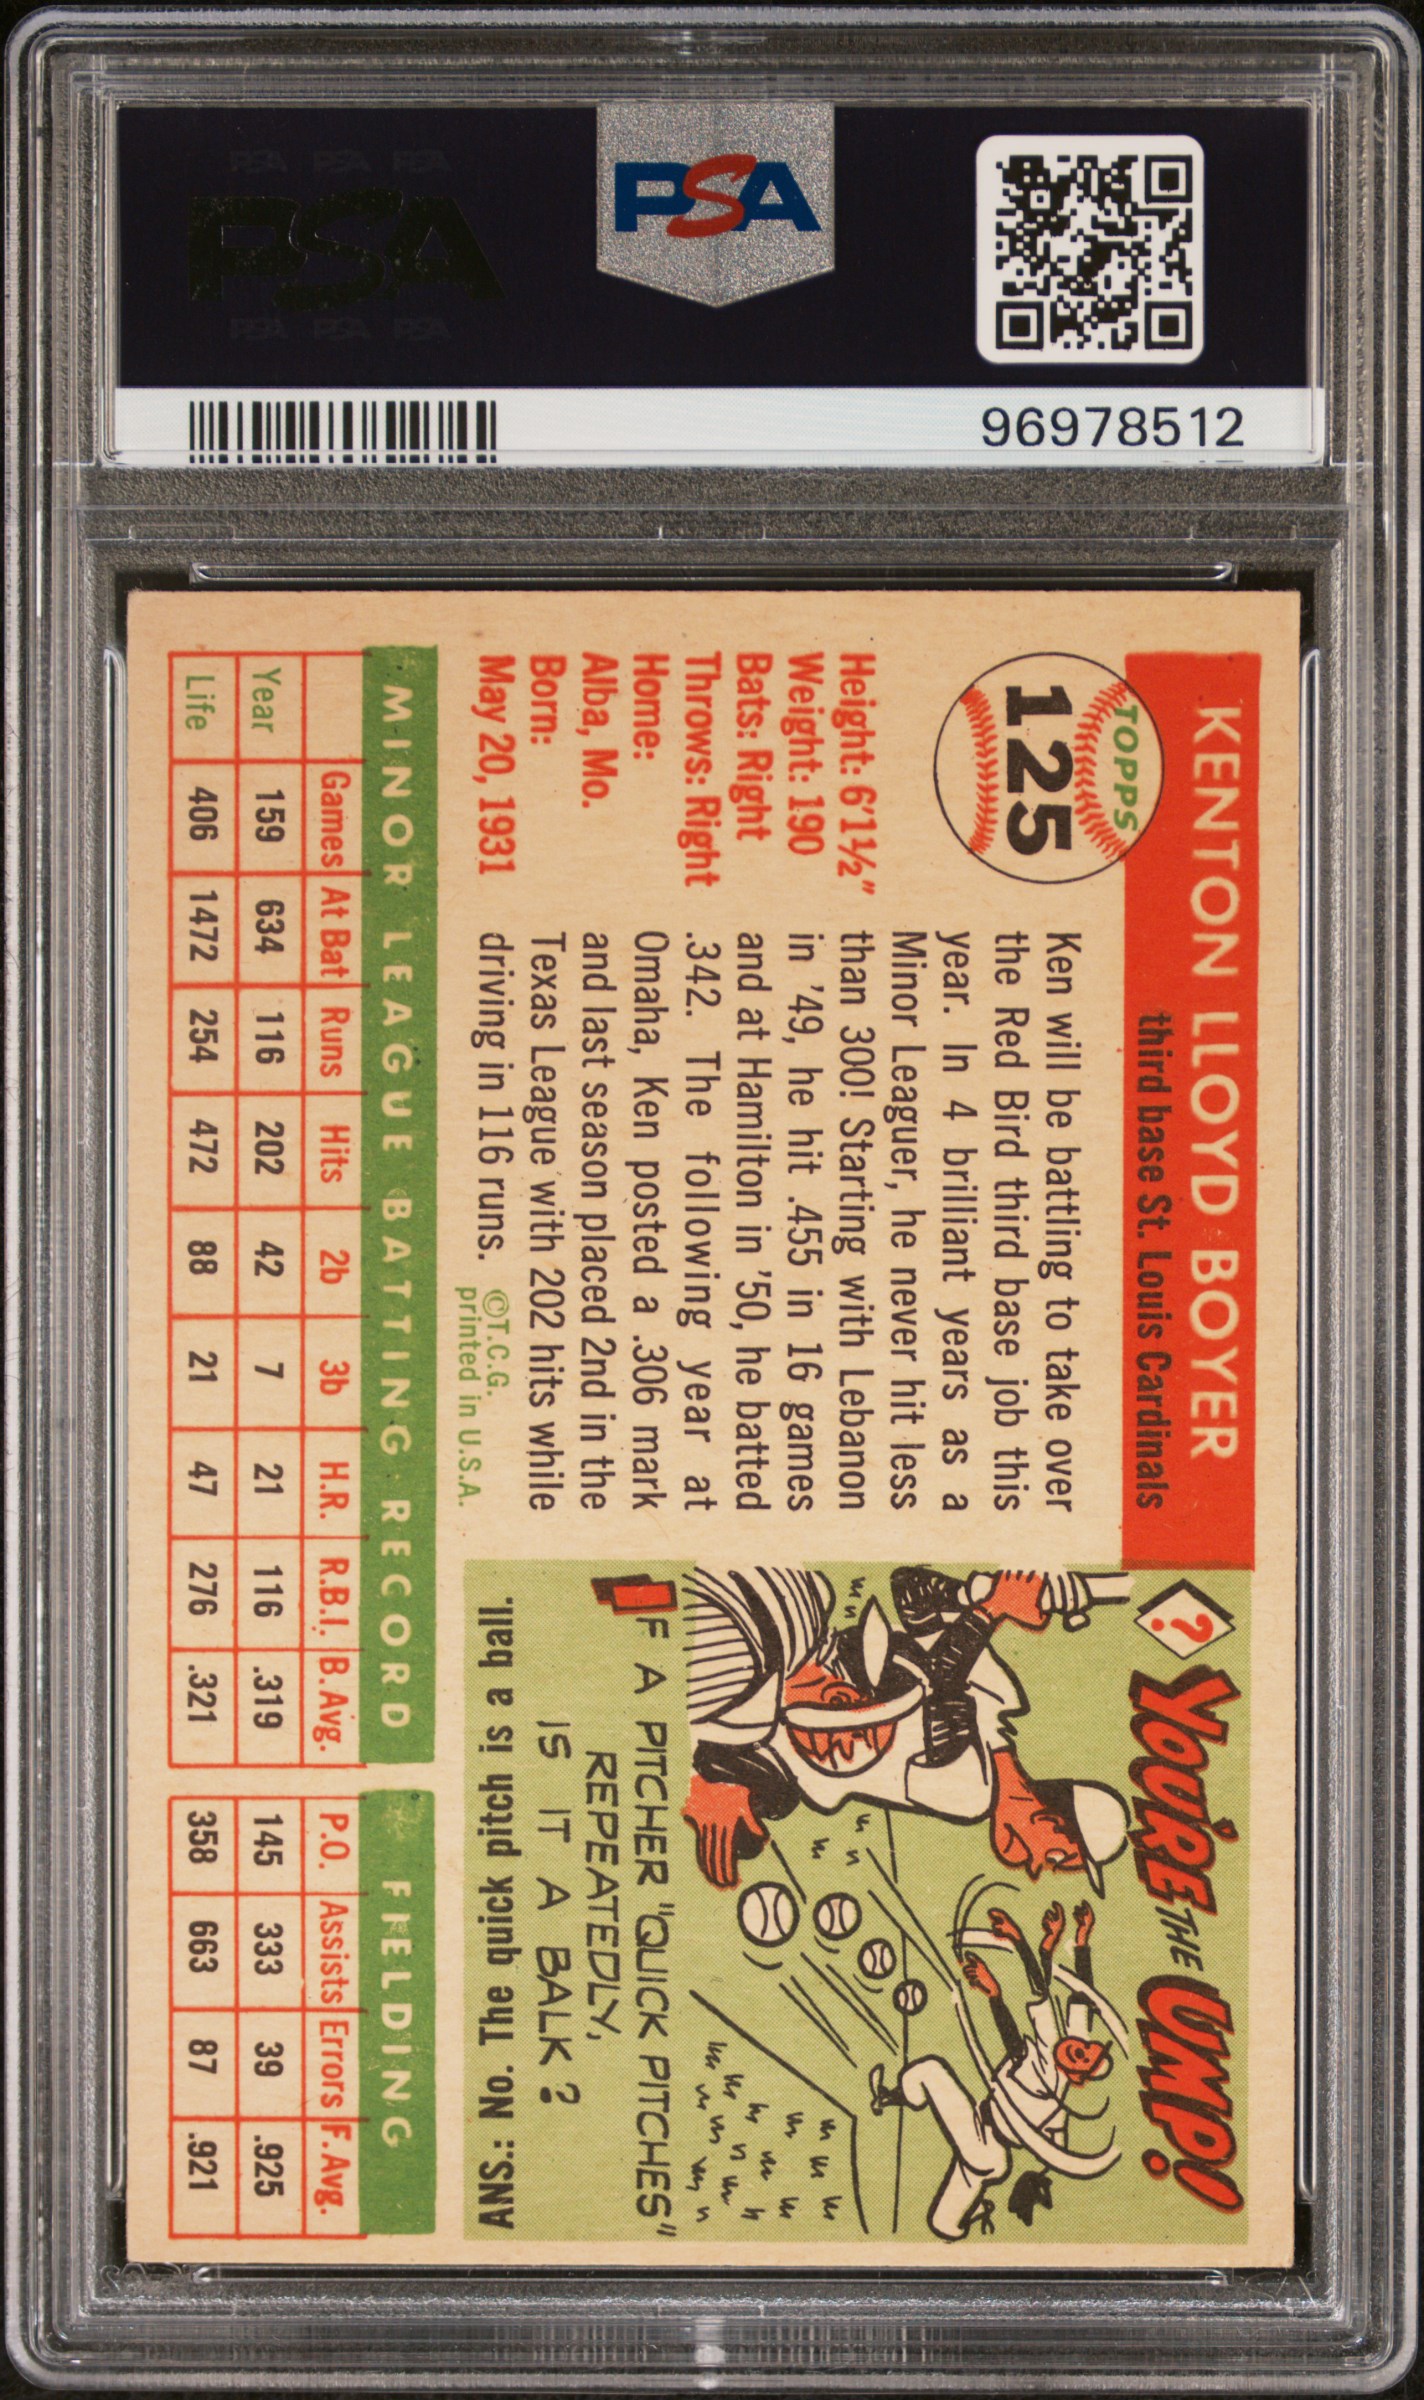 PSA PSA PSA
PSA
PSA PSA PSA
PSA
96978512
KENTON LLOYD BOYER
third base St. Louis Cardinals
TOPPS
125
Height: 6'1½"
Weight: 190
Bats: Right
Throws: Right
Home:
Alba, Mo.
Born:
May 20, 1931
Ken will be battling to take over
the Red Bird third base job this
year. In 4 brilliant years as a
Minor Leaguer, he never hit less
than 300! Starting with Lebanon
in '49, he hit .455 in 16 games
and at Hamilton in '50, he batted
.342. The following year at
Omaha, Ken posted a .306 mark
and last season placed 2nd in the
Texas League with 202 hits while
driving in 116 runs.
©T.C.G.
printed in U.S.A.
?
YOU'RE THE UMP!
IF A PITCHER "QUICK PITCHES"
REPEATEDLY,
IS IT A BALK?
ANS.: No. The quick pitch is a ball.
MINOR LEAGUE BATTING RECORD
FIELDING
Games At Bat Runs Hits 2b 3b H.R. R.B.I. B.Avg. P.O. Assists Errors F.Avg.
Year 159 634 116 202 42 7 21 116 .319 145 333 39 .925
Life 406 1472 254 472 88 21 47 276 .321 358 663 87 .921